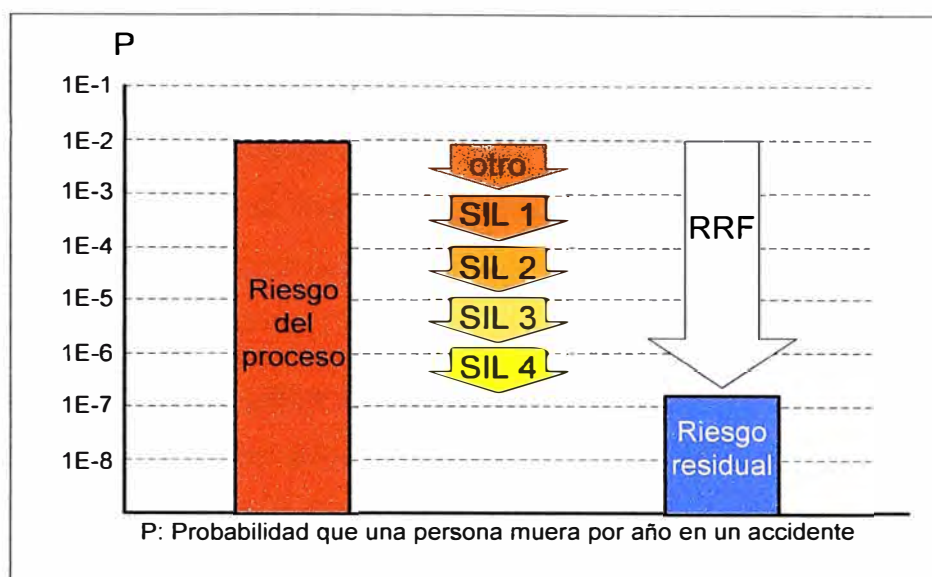 P
1E-1
1E-2
1E-3
1E-4
1E-5
1E-6
1E-7
1E-8
Riesgo
del
proceso
otro
SIL 1
SIL 2
SIL 3
SIL 4
RRF
Riesgo
residual
P: Probabilidad que una persona muera por año en un accidente